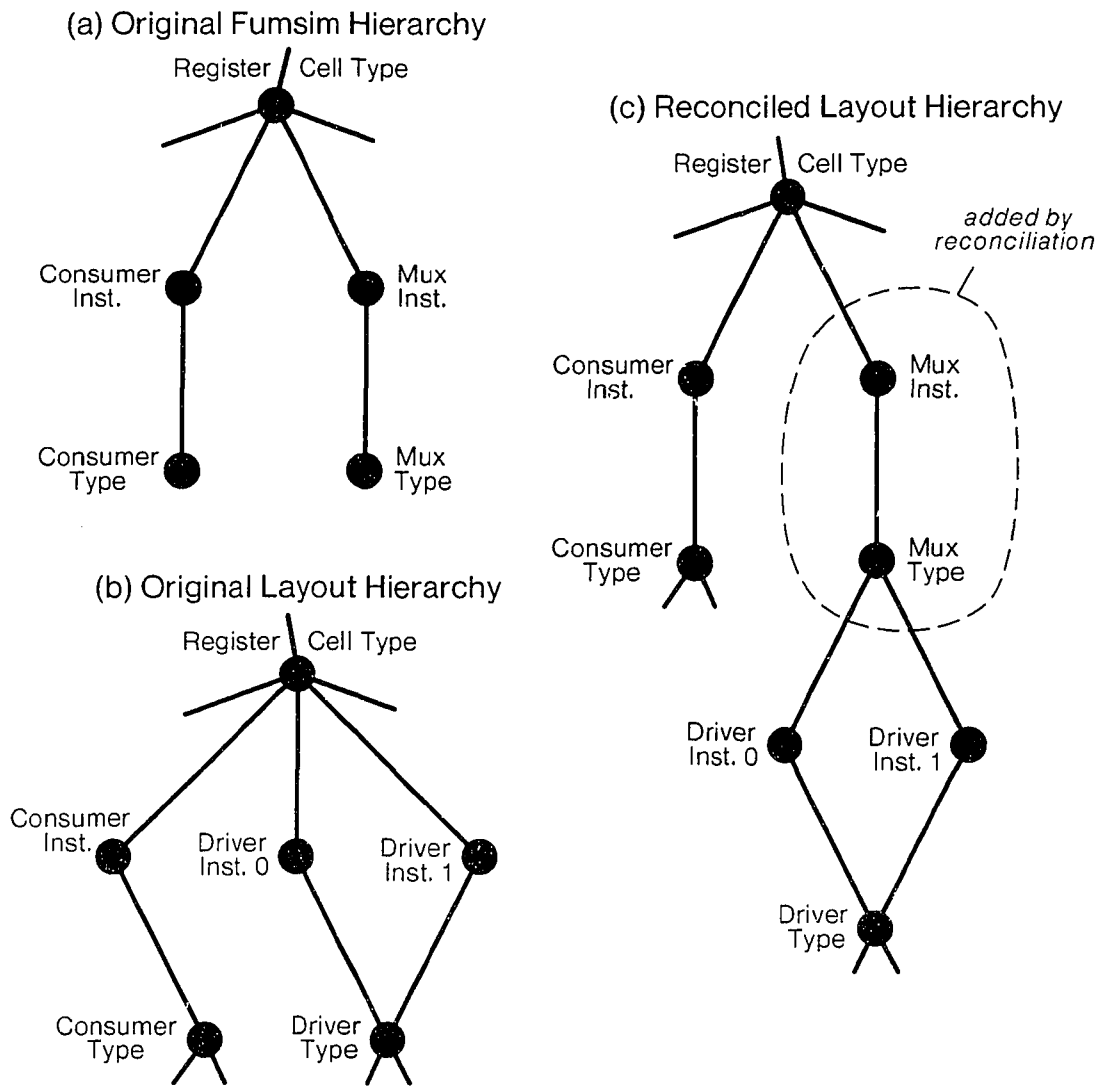 (a) Original Fumsim Hierarchy
Register Cell Type
Consumer
Inst.
Mux
Inst.
Consumer
Type
Mux
Type
(b) Original Layout Hierarchy
Register Cell Type
Consumer
Inst.
Driver
Inst. 0
Driver
Inst. 1
Consumer
Type
Driver
Type
(c) Reconciled Layout Hierarchy
Register Cell Type
added by
reconciliation
Consumer
Inst.
Mux
Inst.
Consumer
Type
Mux
Type
Driver
Inst. 0
Driver
Inst. 1
Driver
Type